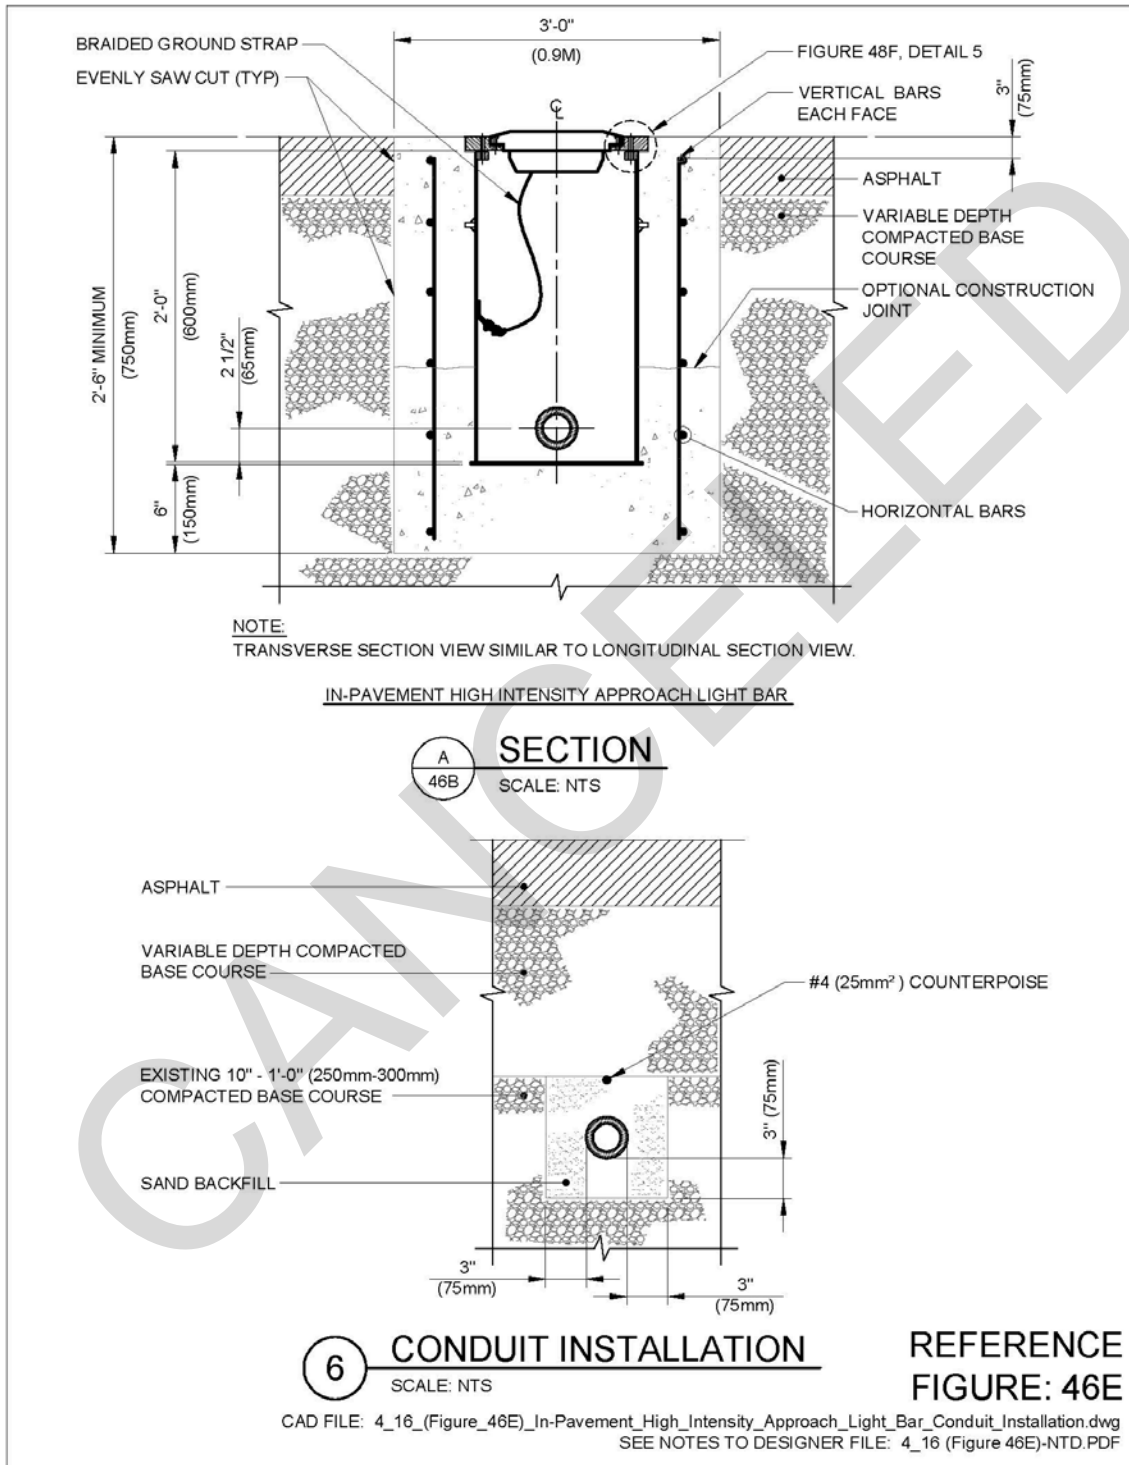 3'-0"
(0.9M)
BRAIDED GROUND STRAP
EVENLY SAW CUT (TYP)
FIGURE 48F, DETAIL 5
VERTICAL BARS
EACH FACE
3"
(75mm)
℄
ASPHALT
VARIABLE DEPTH
COMPACTED BASE
COURSE
OPTIONAL CONSTRUCTION
JOINT
2'-6" MINIMUM
(750mm)
2'-0"
(600mm)
2 1/2"
(65mm)
6"
(150mm)
HORIZONTAL BARS
NOTE:
TRANSVERSE SECTION VIEW SIMILAR TO LONGITUDINAL SECTION VIEW.
IN-PAVEMENT HIGH INTENSITY APPROACH LIGHT BAR
A
46B
SECTION
SCALE: NTS
CANCELED
ASPHALT
VARIABLE DEPTH COMPACTED
BASE COURSE
#4 (25mm²) COUNTERPOISE
EXISTING 10" - 1'-0" (250mm-300mm)
COMPACTED BASE COURSE
3" (75mm)
SAND BACKFILL
3"
(75mm)
3"
(75mm)
6
CONDUIT INSTALLATION
SCALE: NTS
REFERENCE
FIGURE: 46E
CAD FILE: 4_16_(Figure_46E)_In-Pavement_High_Intensity_Approach_Light_Bar_Conduit_Installation.dwg
SEE NOTES TO DESIGNER FILE: 4_16 (Figure 46E)-NTD.PDF